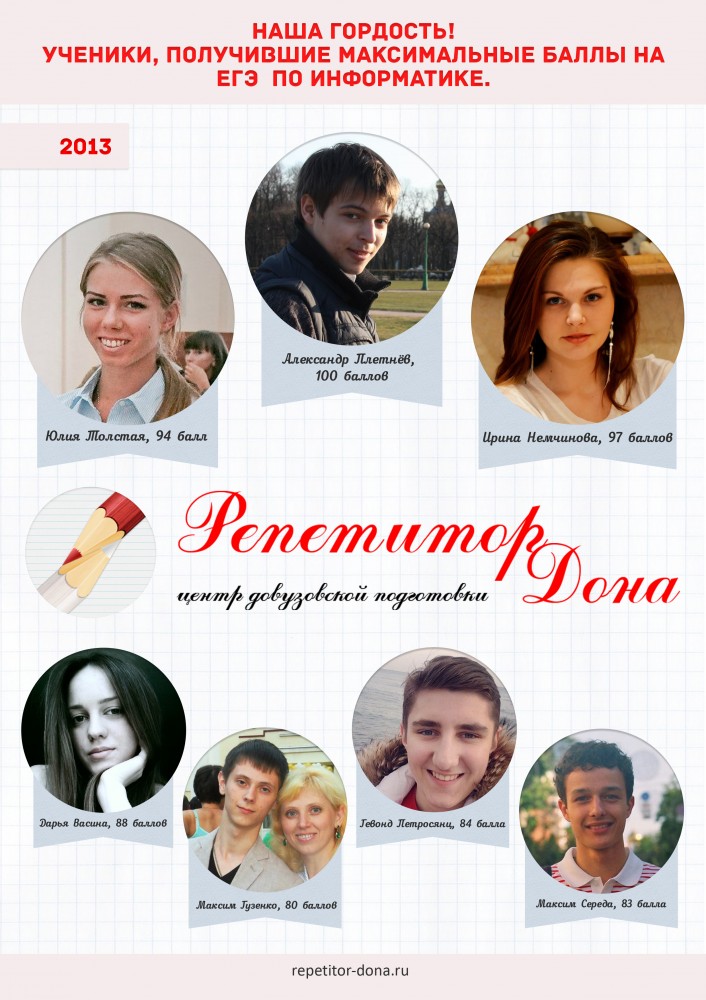 НАША ГОРДОСТЬ!
УЧЕНИКИ, ПОЛУЧИВШИЕ МАКСИМАЛЬНЫЕ БАЛЛЫ НА
ЕГЭ ПО ИНФОРМАТИКЕ.
2013
Александр Плетнёв,
100 баллов
Юлия Толстая, 94 балл
Ирина Немчинова, 97 баллов
Репетитор
Дона
центр довузовской подготовки
Дарья Васина, 88 баллов
Гевонд Петросянц, 84 балла
Максим Гузенко, 80 баллов
Максим Середа, 83 балла
repetitor-dona.ru